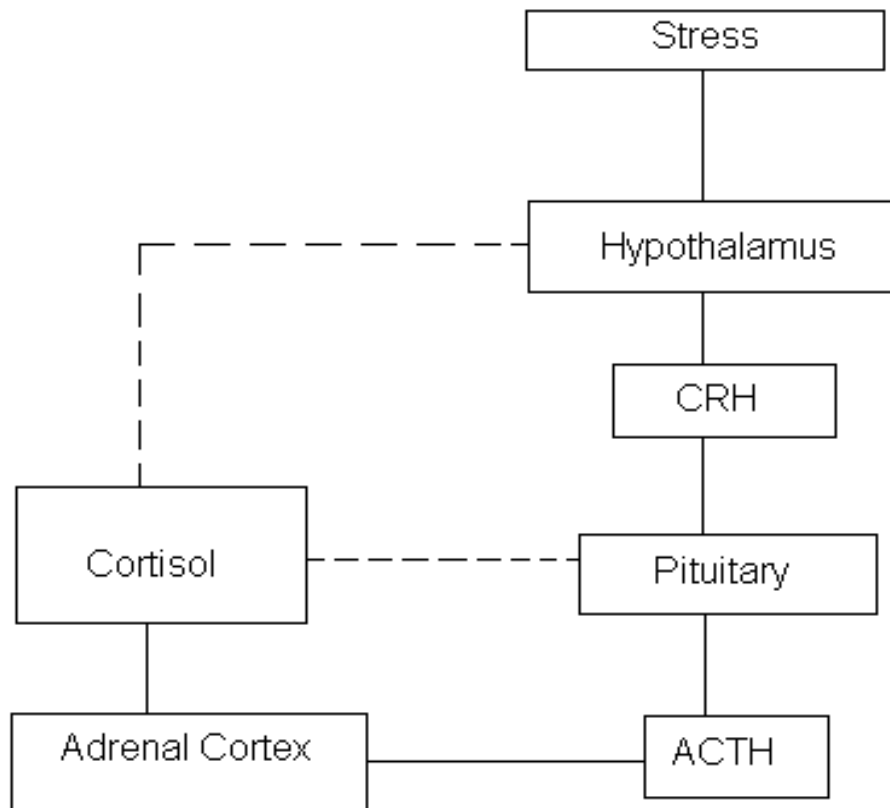 Stress
Hypothalamus
CRH
Cortisol
Pituitary
Adrenal Cortex
ACTH